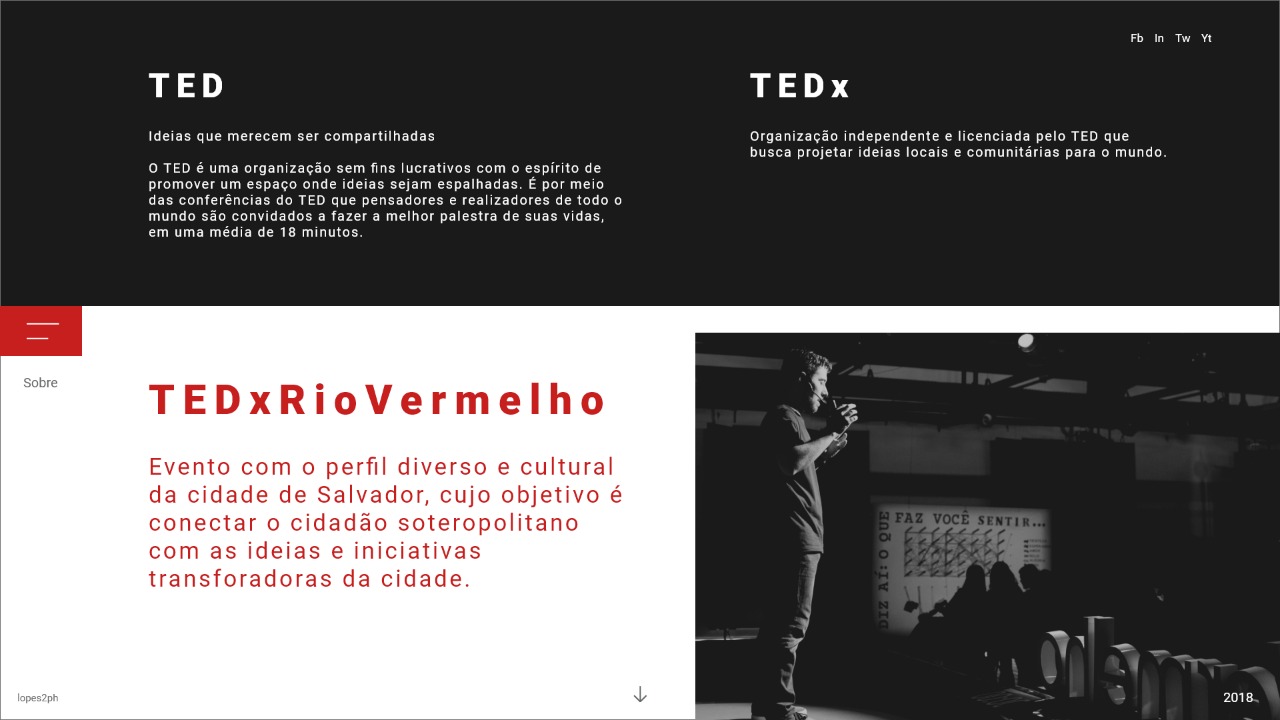 Fb In Tw Yt
TED
Ideias que merecem ser compartilhadas
O TED é uma organização sem fins lucrativos com o espírito de
promover um espaço onde ideias sejam espalhadas. É por meio
das conferências do TED que pensadores e realizadores de todo o
mundo são convidados a fazer a melhor palestra de suas vidas,
em uma média de 18 minutos.
TEDx
Organização independente e licenciada pelo TED que
busca projetar ideias locais e comunitárias para o mundo.
Sobre
TEDxRioVermelho
Evento com o perfil diverso e cultural
da cidade de Salvador, cujo objetivo é
conectar o cidadão soteropolitano
com as ideias e iniciativas
transforadoras da cidade.
DIZ AÍ: O QUE
FAZ VOCÊ SENTIR...
lopes2ph
2018